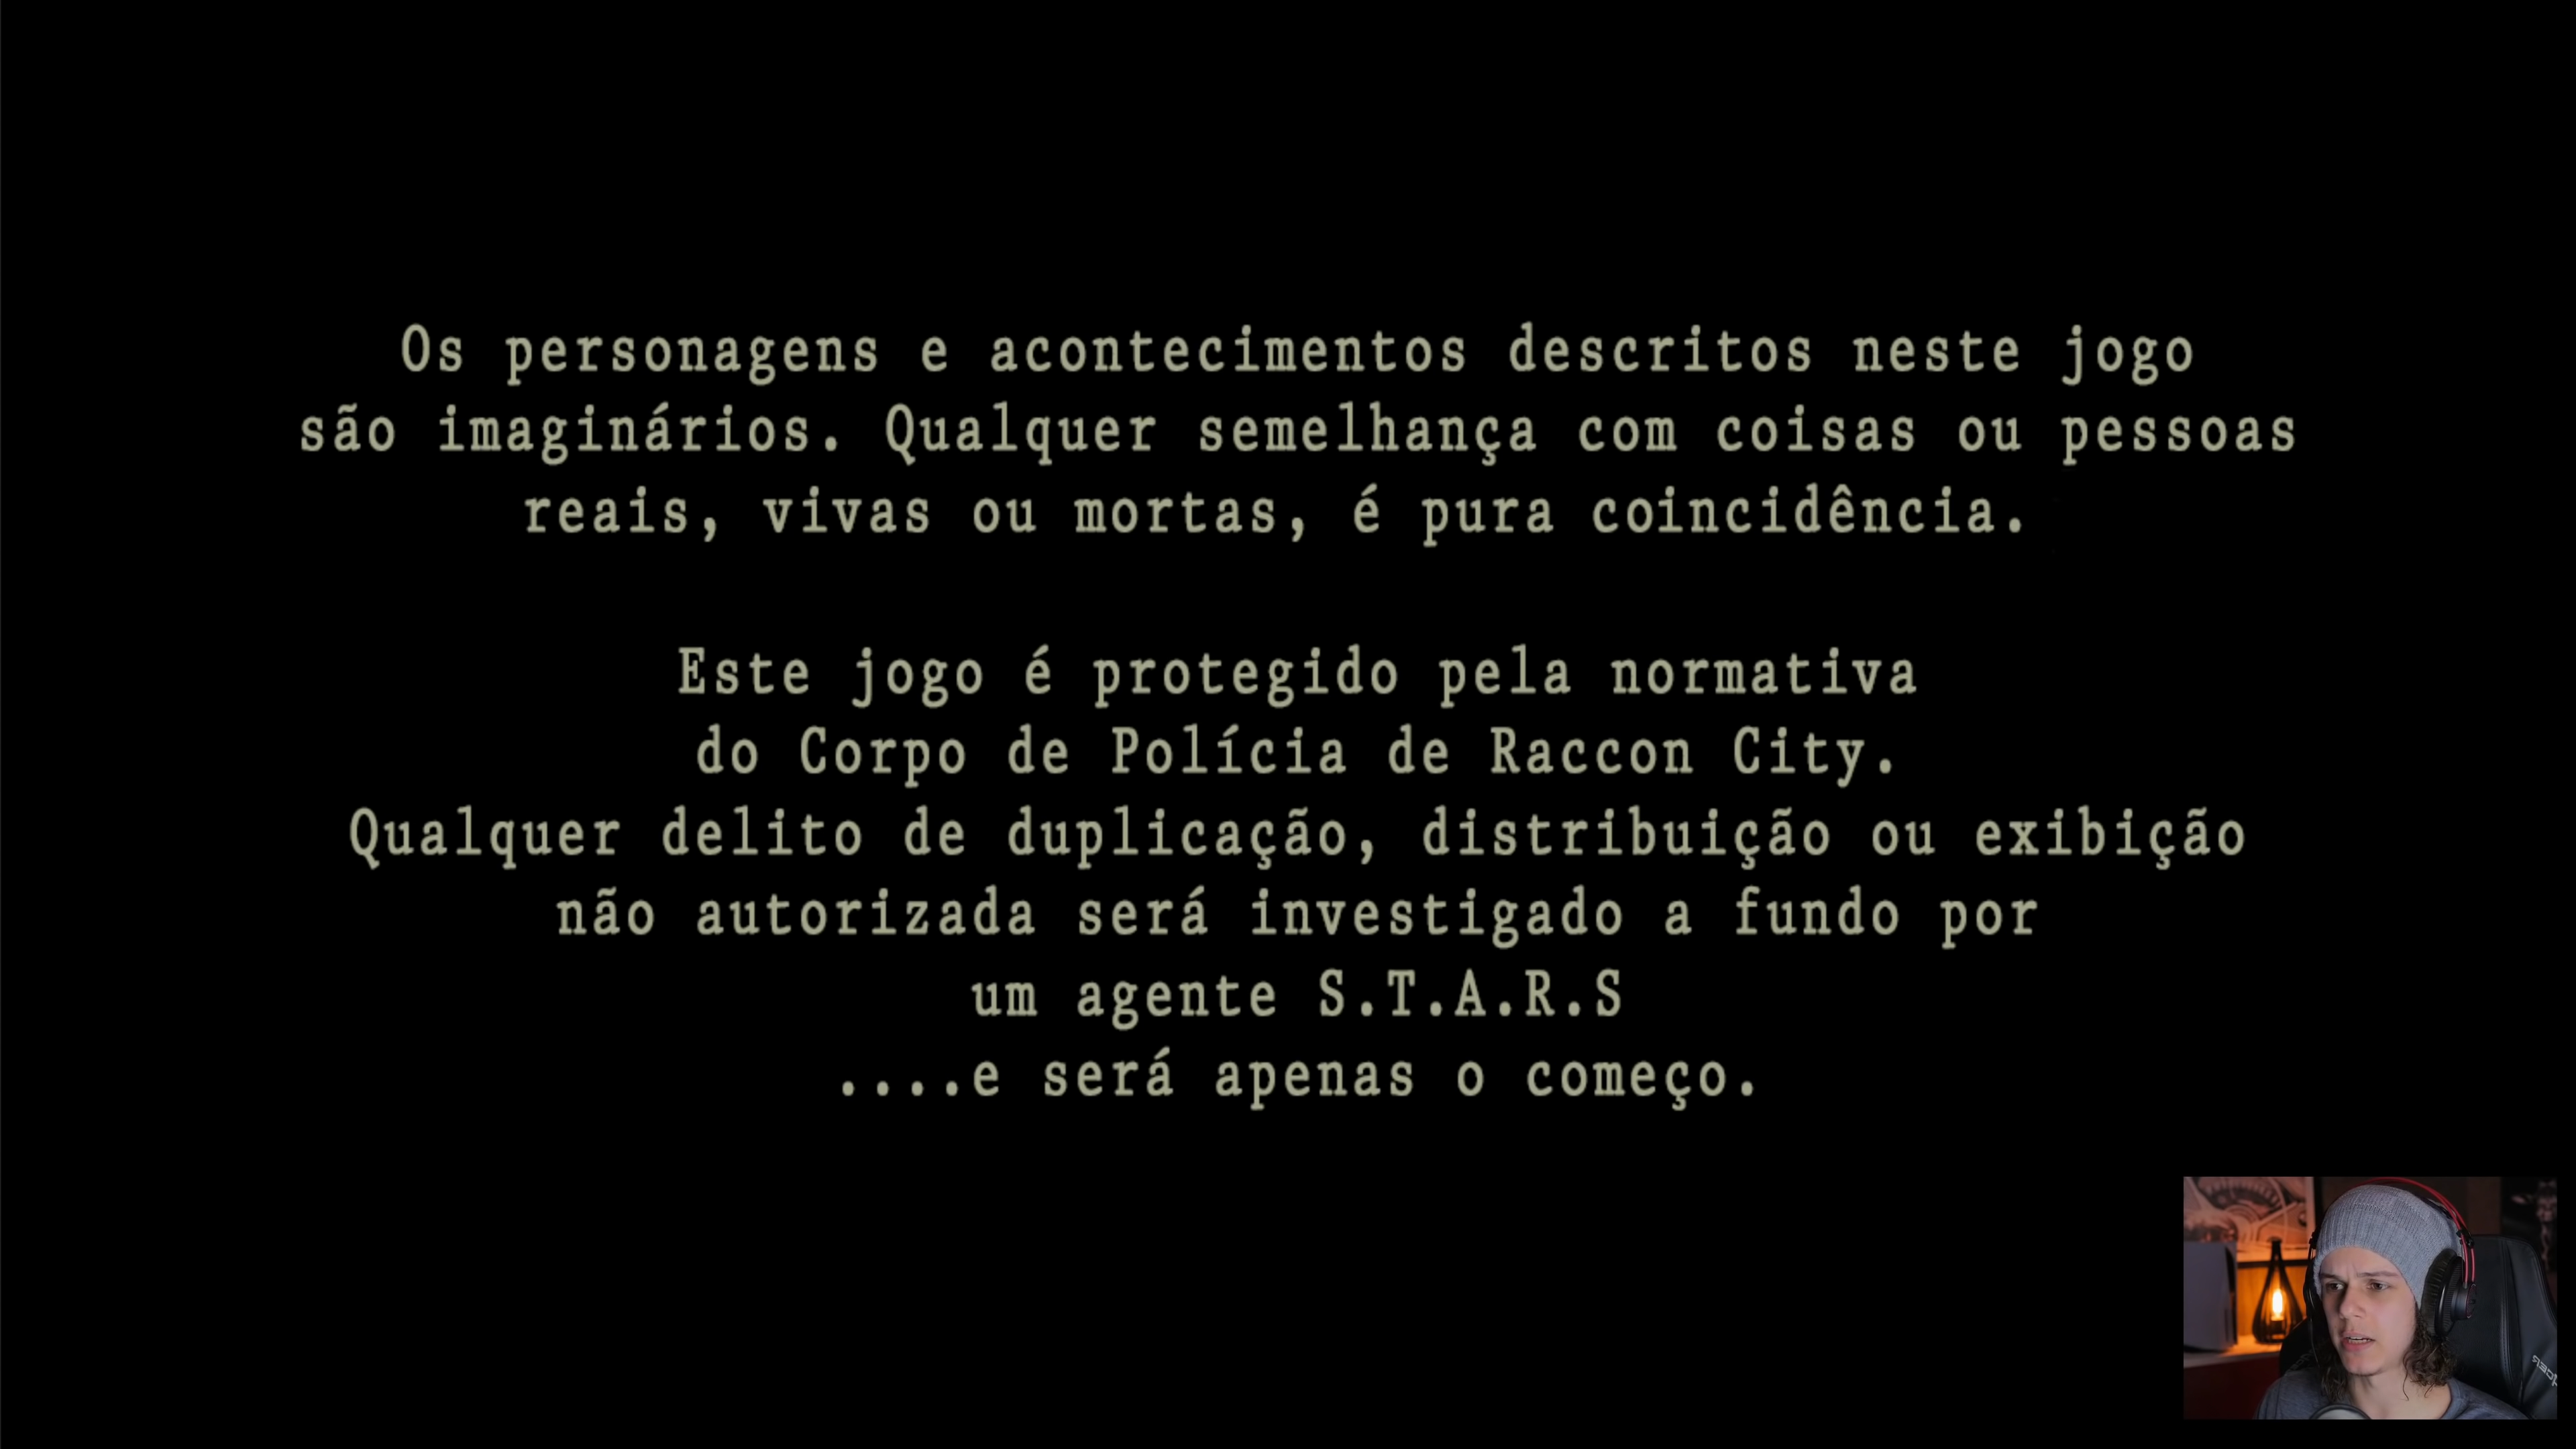 Os personagens e acontecimentos descritos neste jogo
são imaginários. Qualquer semelhança com coisas ou pessoas
reais, vivas ou mortas, é pura coincidência.
Este jogo é protegido pela normativa
do Corpo de Polícia de Raccon City.
Qualquer delito de duplicação, distribuição ou exibição
não autorizada será investigado a fundo por
um agente S.T.A.R.S
....e será apenas o começo.